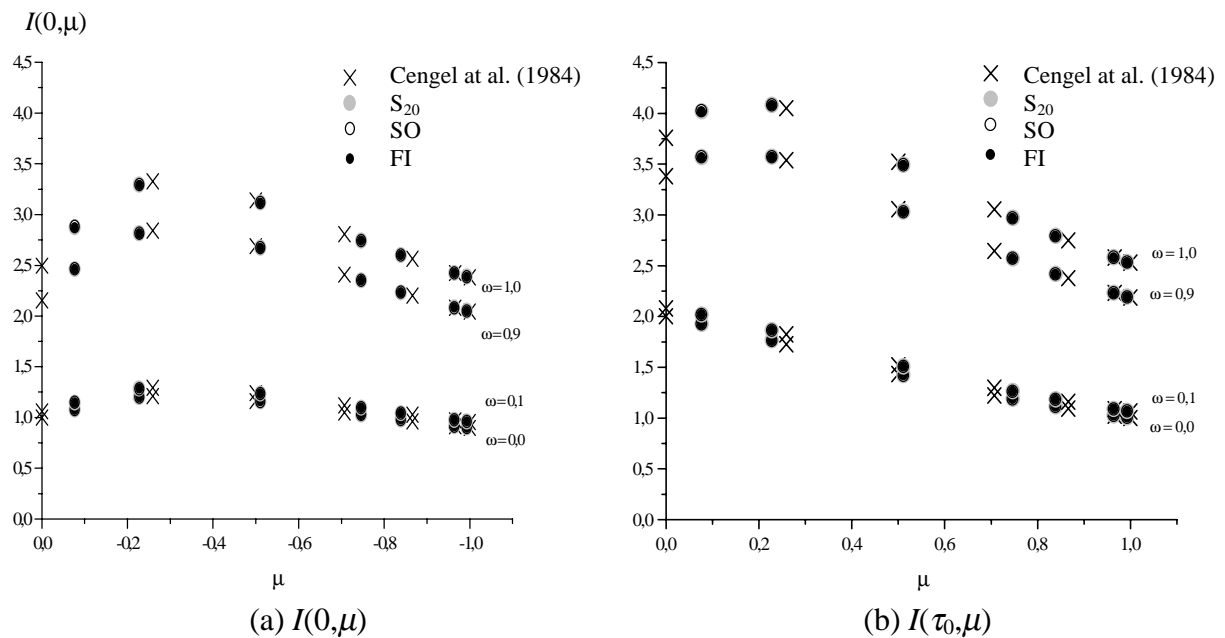 I(0,μ)
4,5
4,0
3,5
3,0
2,5
2,0
1,5
1,0
0,5
0,0
0,0 -0,2 -0,4 -0,6 -0,8 -1,0
μ
Cengel at al. (1984)
S20
SO
FI
ω=1,0
ω=0,9
ω=0,1
ω=0,0
(a) I(0,μ)
4,5
4,0
3,5
3,0
2,5
2,0
1,5
1,0
0,5
0,0
0,0 0,2 0,4 0,6 0,8 1,0
μ
Cengel at al. (1984)
S20
SO
FI
ω=1,0
ω=0,9
ω=0,1
ω=0,0
(b) I(τ0,μ)